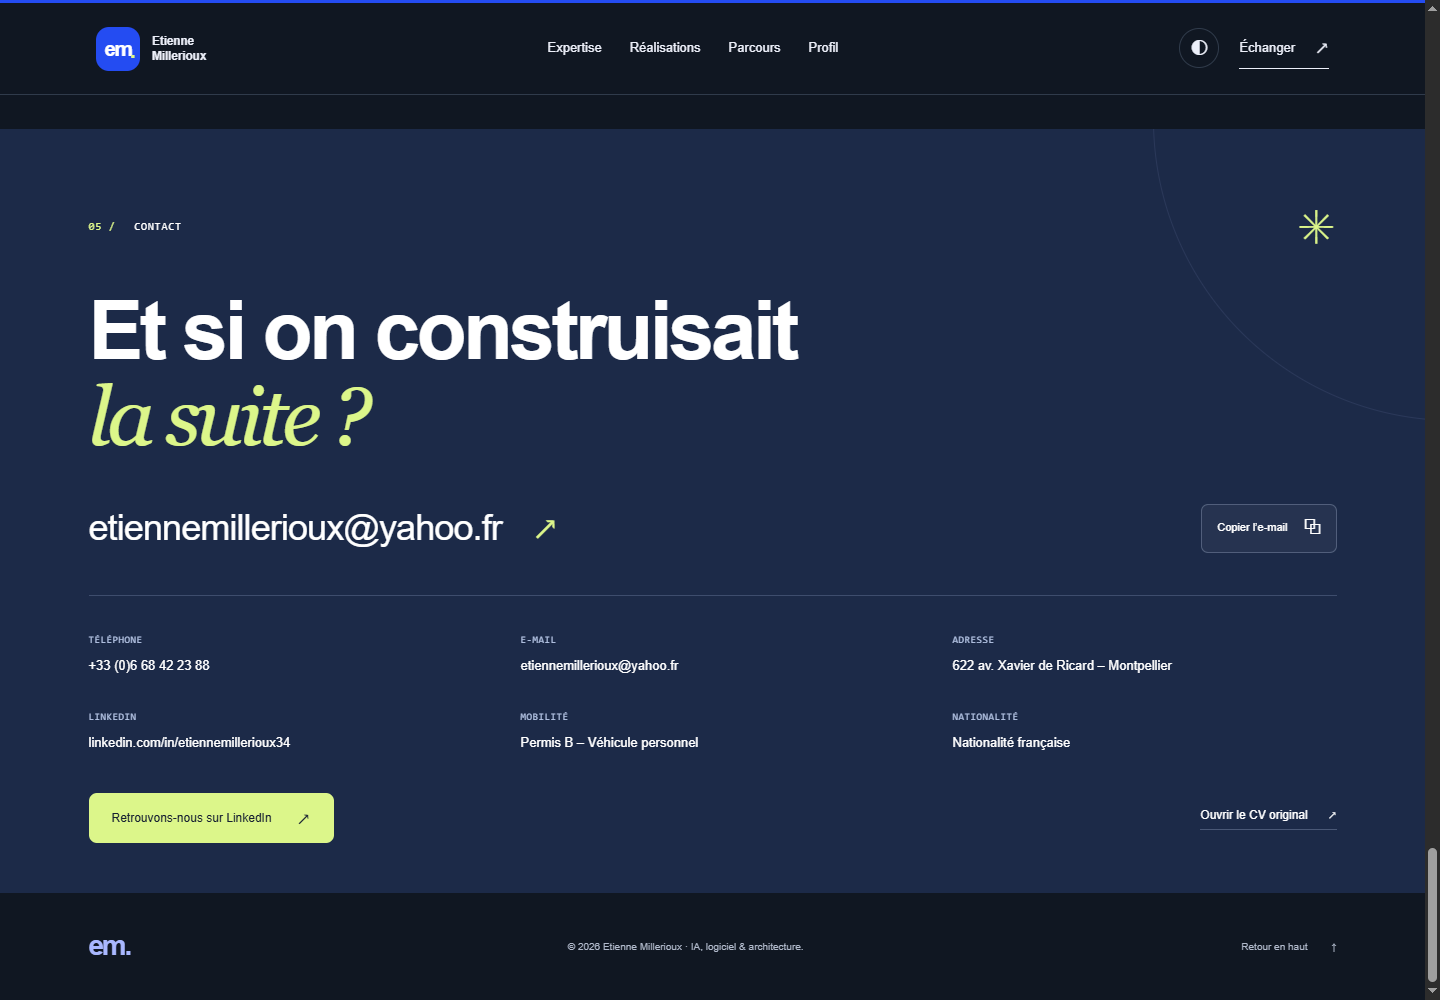 em.
Etienne
Millerioux
Expertise
Réalisations
Parcours
Profil
Échanger ↗
05 / CONTACT
Et si on construisait
la suite ?
etiennemillerioux@yahoo.fr ↗
Copier l'e-mail
TÉLÉPHONE
+33 (0)6 68 42 23 88
E-MAIL
etiennemillerioux@yahoo.fr
ADRESSE
622 av. Xavier de Ricard – Montpellier
LINKEDIN
linkedin.com/in/etiennemillerioux34
MOBILITÉ
Permis B – Véhicule personnel
NATIONALITÉ
Nationalité française
Retrouvons-nous sur LinkedIn ↗
Ouvrir le CV original ↗
em.
© 2026 Etienne Millerioux · IA, logiciel & architecture.
Retour en haut ↑